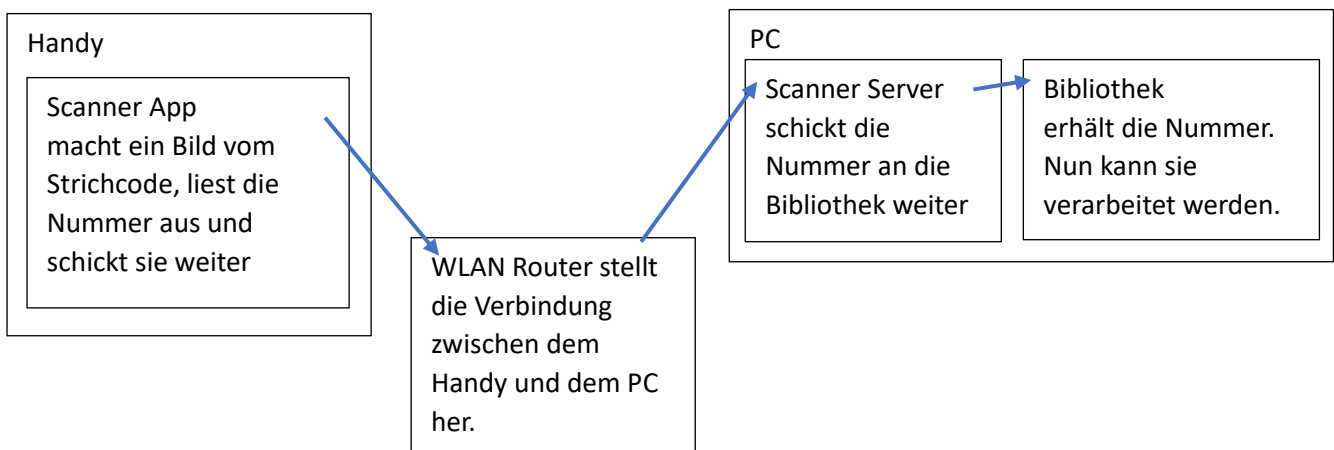 Handy
Scanner App
macht ein Bild vom
Strichcode, liest die
Nummer aus und
schickt sie weiter
WLAN Router stellt
die Verbindung
zwischen dem
Handy und dem PC
her.
PC
Scanner Server
schickt die
Nummer an die
Bibliothek weiter
Bibliothek
erhält die Nummer.
Nun kann sie
verarbeitet werden.